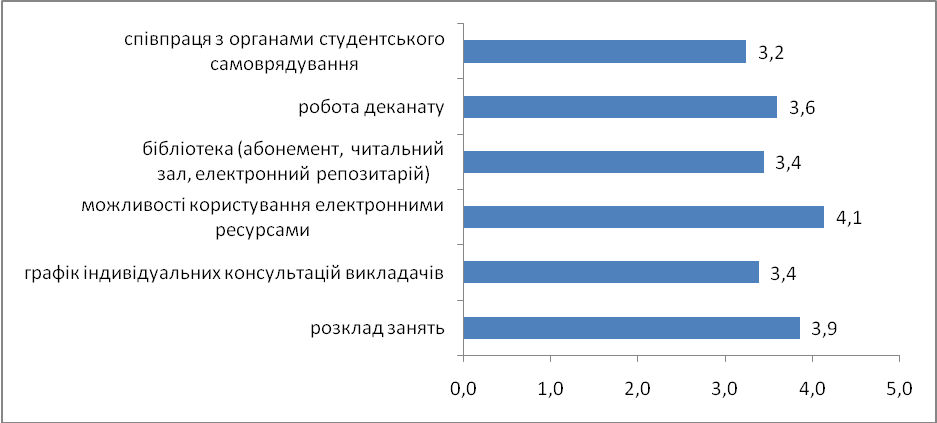 співпраця з органами студентського
самоврядування
3,2
робота деканату
3,6
бібліотека (абонемент, читальний
зал, електронний репозитарій)
3,4
можливості користування електронними
ресурсами
4,1
графік індивідуальних консультацій викладачів
3,4
розклад занять
3,9
0,0 1,0 2,0 3,0 4,0 5,0